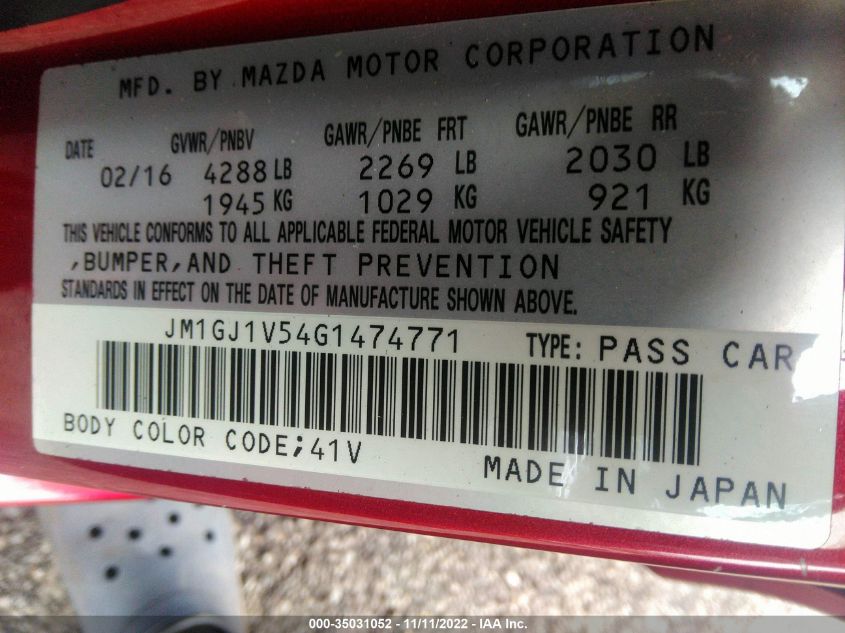 MFD. BY MAZDA MOTOR CORPORATION
DATE GVWR/PNBV GAWR/PNBE FRT GAWR/PNBE RR
02/16 4288 LB 2269 LB 2030 LB
1945 KG 1029 KG 921 KG
THIS VEHICLE CONFORMS TO ALL APPLICABLE FEDERAL MOTOR VEHICLE SAFETY
,BUMPER,AND THEFT PREVENTION
STANDARDS IN EFFECT ON THE DATE OF MANUFACTURE SHOWN ABOVE.
JM1GJ1V54G1474771 TYPE: PASS CAR
BODY COLOR CODE;41V
MADE IN JAPAN
000-35031052 - 11/11/2022 - IAA Inc.